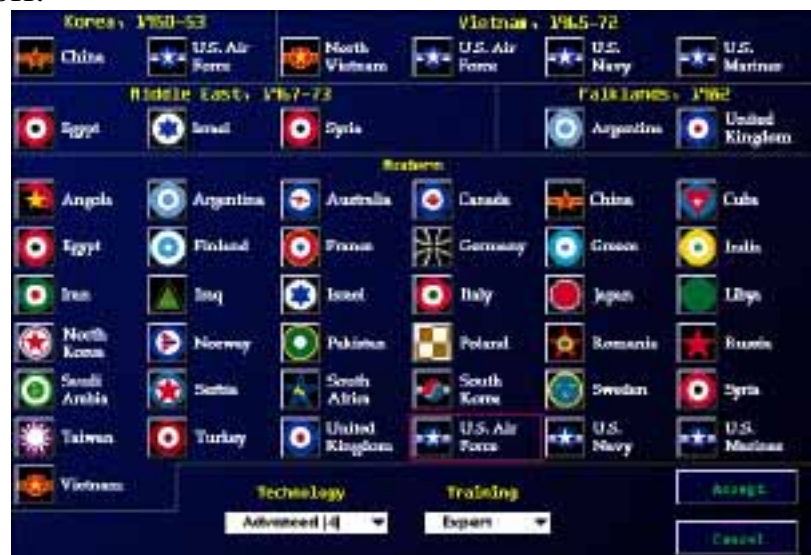 Korea, 1950-53 Vietnam, 1965-72
China U.S. Air Force North Vietnam U.S. Air Force U.S. Navy U.S. Marines
Middle East, 1967-73 Falklands, 1982
Egypt Israel Syria Argentina United Kingdom
Modern
Angola Argentina Australia Canada China Cuba
Egypt Finland France Germany Greece India
Iran Iraq Israel Italy Japan Libya
North Korea Norway Pakistan Poland Romania Russia
Saudi Arabia Serbia South Africa South Korea Sweden Syria
Taiwan Turkey United Kingdom U.S. Air Force U.S. Navy U.S. Marines
Vietnam
Technology Training
Advanced (4) Expert
Accept
Cancel